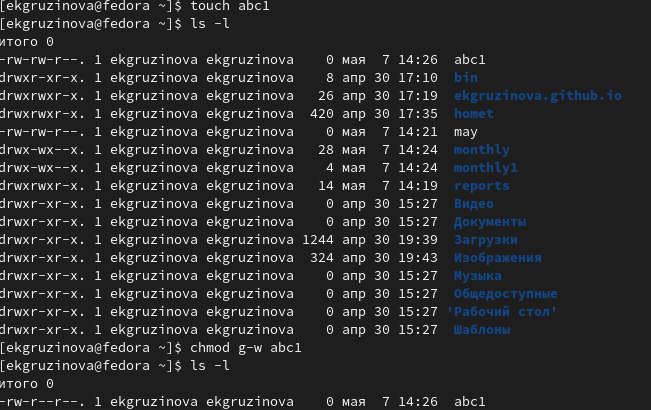 [ekgruzinova@fedora ~]$ touch abc1
[ekgruzinova@fedora ~]$ ls -l
итого 0
-rw-rw-r--. 1 ekgruzinova ekgruzinova    0 мая  7 14:26  abc1
drwxr-xr-x. 1 ekgruzinova ekgruzinova    8 апр 30 17:10  bin
drwxrwxr-x. 1 ekgruzinova ekgruzinova   26 апр 30 17:19  ekgruzinova.github.io
drwxrwxr-x. 1 ekgruzinova ekgruzinova  420 апр 30 17:35  homet
-rw-rw-r--. 1 ekgruzinova ekgruzinova    0 мая  7 14:21  may
drwx-wx--x. 1 ekgruzinova ekgruzinova   28 мая  7 14:24  monthly
drwx-wx--x. 1 ekgruzinova ekgruzinova    4 мая  7 14:24  monthly1
drwxrwxr-x. 1 ekgruzinova ekgruzinova   14 мая  7 14:19  reports
drwxr-xr-x. 1 ekgruzinova ekgruzinova    0 апр 30 15:27  Видео
drwxr-xr-x. 1 ekgruzinova ekgruzinova    0 апр 30 15:27  Документы
drwxr-xr-x. 1 ekgruzinova ekgruzinova 1244 апр 30 19:39  Загрузки
drwxr-xr-x. 1 ekgruzinova ekgruzinova  324 апр 30 19:43  Изображения
drwxr-xr-x. 1 ekgruzinova ekgruzinova    0 апр 30 15:27  Музыка
drwxr-xr-x. 1 ekgruzinova ekgruzinova    0 апр 30 15:27  Общедоступные
drwxr-xr-x. 1 ekgruzinova ekgruzinova    0 апр 30 15:27 'Рабочий стол'
drwxr-xr-x. 1 ekgruzinova ekgruzinova    0 апр 30 15:27  Шаблоны
[ekgruzinova@fedora ~]$ chmod g-w abc1
[ekgruzinova@fedora ~]$ ls -l
итого 0
-rw-r--r--. 1 ekgruzinova ekgruzinova    0 мая  7 14:26  abc1